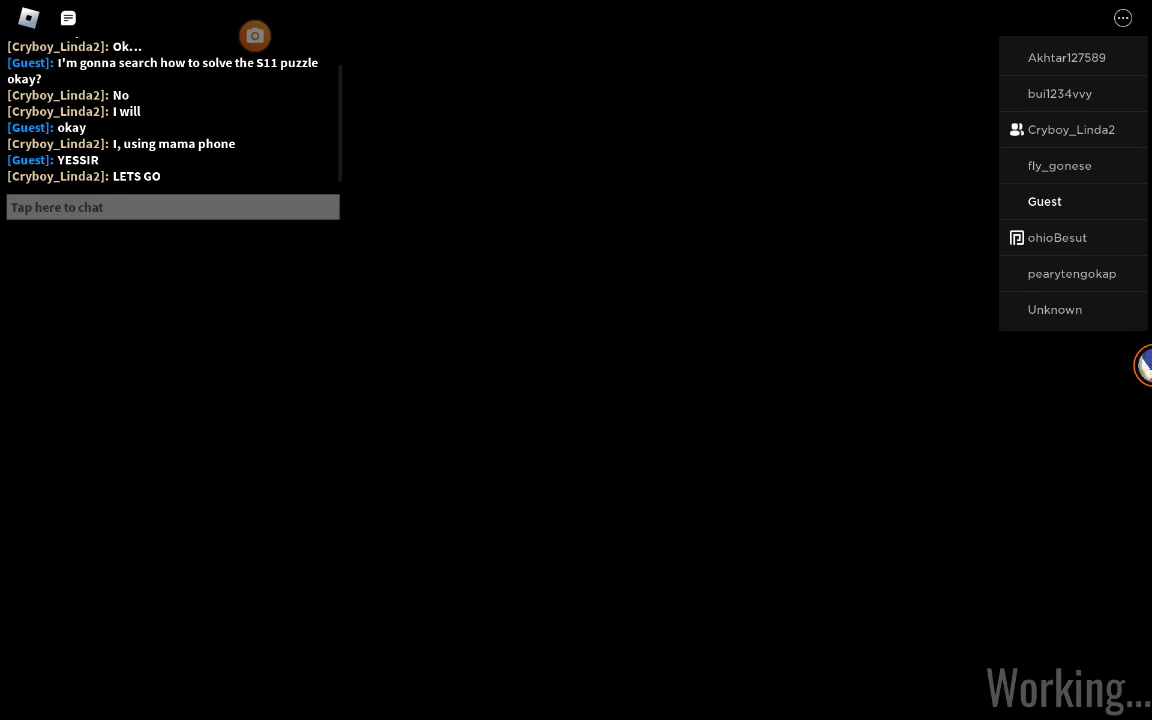 [Cryboy_Linda2]: Ok...
[Guest]: I'm gonna search how to solve the S11 puzzle
okay?
[Cryboy_Linda2]: No
[Cryboy_Linda2]: I will
[Guest]: okay
[Cryboy_Linda2]: I, using mama phone
[Guest]: YESSIR
[Cryboy_Linda2]: LETS GO
Tap here to chat
Akhtar127589
bui1234vvy
Cryboy_Linda2
fly_gonese
Guest
ohioBesut
pearytengokap
Unknown
Working...